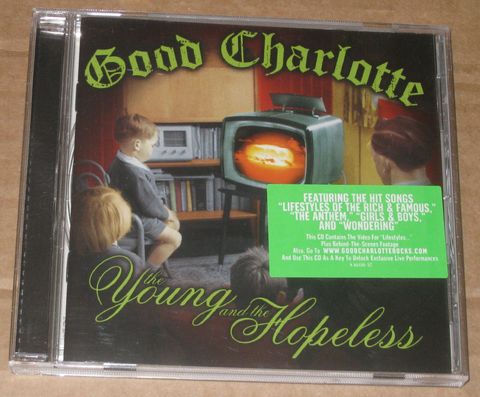 Good Charlotte
FEATURING THE HIT SONGS
"LIFESTYLES OF THE RICH & FAMOUS,"
"THE ANTHEM," "GIRLS & BOYS,"
AND "WONDERING"
This CD Contains The Video For "Lifestyles..."
Plus Behind-The-Scenes Footage
Also, Go To WWW.GOODCHARLOTTEROCKS.COM
And Use This CD As A Key To Unlock Exclusive Live Performances
the
Young and the
Hopeless